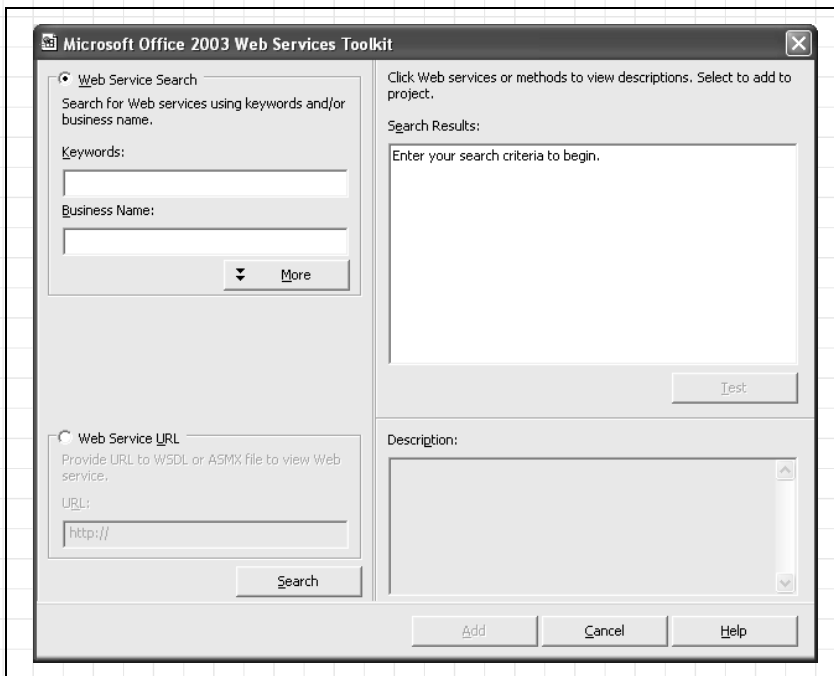 Microsoft Office 2003 Web Services Toolkit
Web Service Search
Search for Web services using keywords and/or
business name.
Keywords:
Business Name:
More
Web Service URL
Provide URL to WSDL or ASMX file to view Web
service.
URL:
http://
Search
Click Web services or methods to view descriptions. Select to add to
project.
Search Results:
Enter your search criteria to begin.
Test
Description:
Add
Cancel
Help